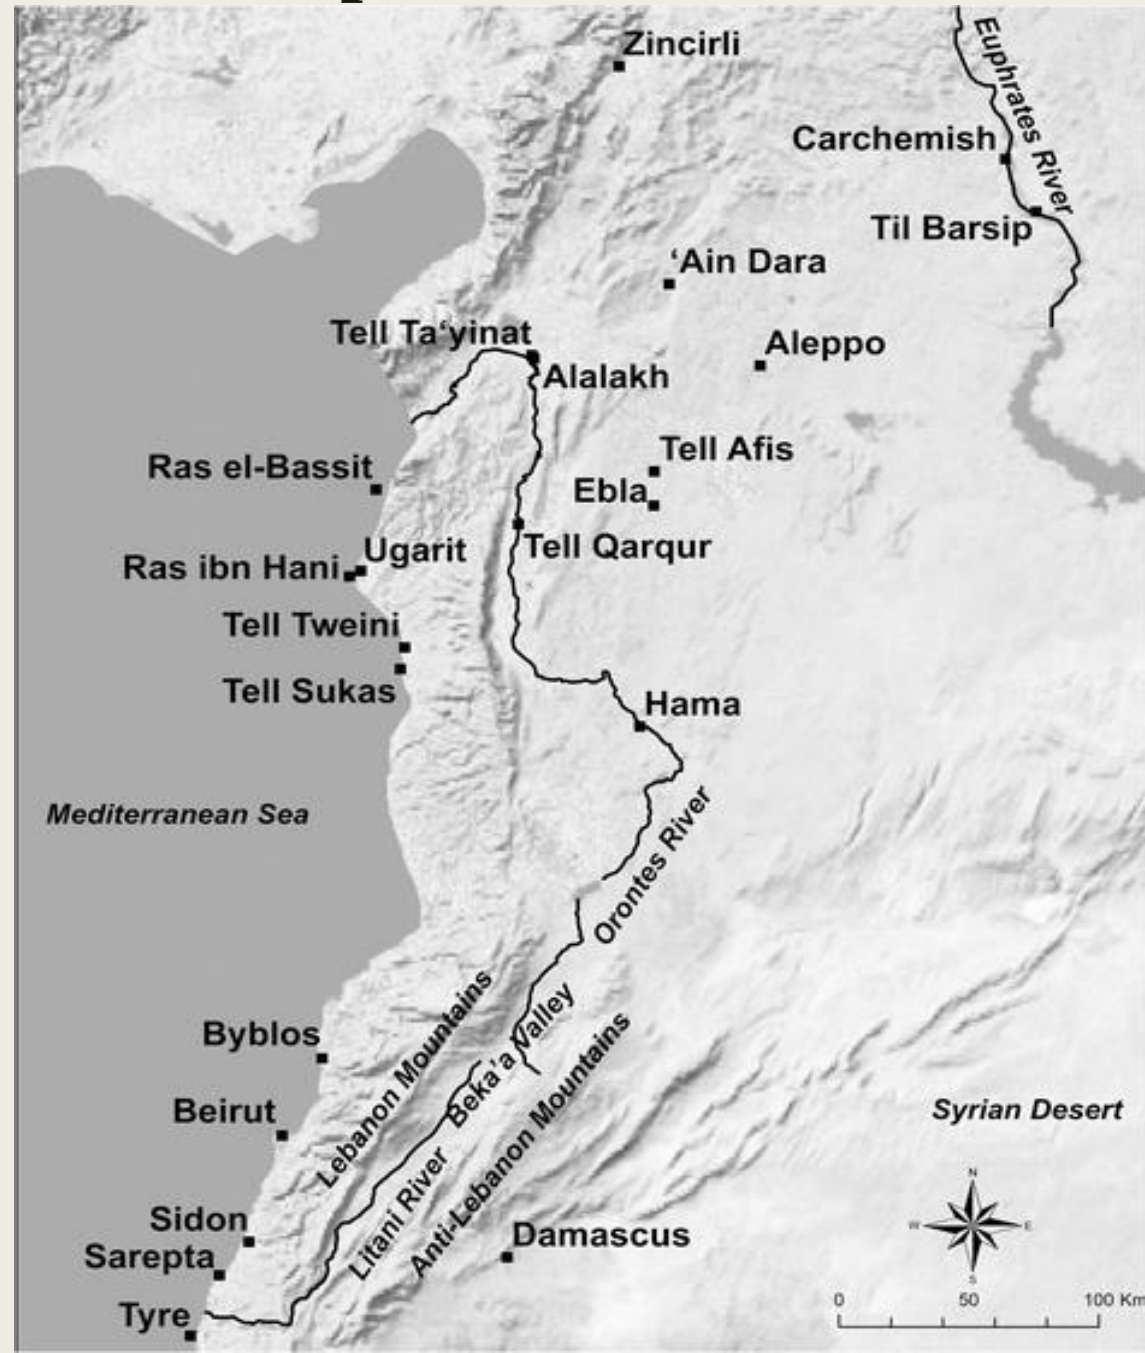 Zincirli
Euphrates River
Carchemish
Til Barsip
‘Ain Dara
Tell Ta‘yinat
Aleppo
Alalakh
Tell Afis
Ras el-Bassit
Ebla
Tell Qarqur
Ugarit
Ras ibn Hani
Tell Tweini
Tell Sukas
Hama
Mediterranean Sea
Orontes River
Lebanon Mountains
Beka’a Valley
Byblos
Anti-Lebanon Mountains
Beirut
Syrian Desert
Litani River
N
W
E
S
Sidon
Damascus
Sarepta
0 50 100 Km
Tyre